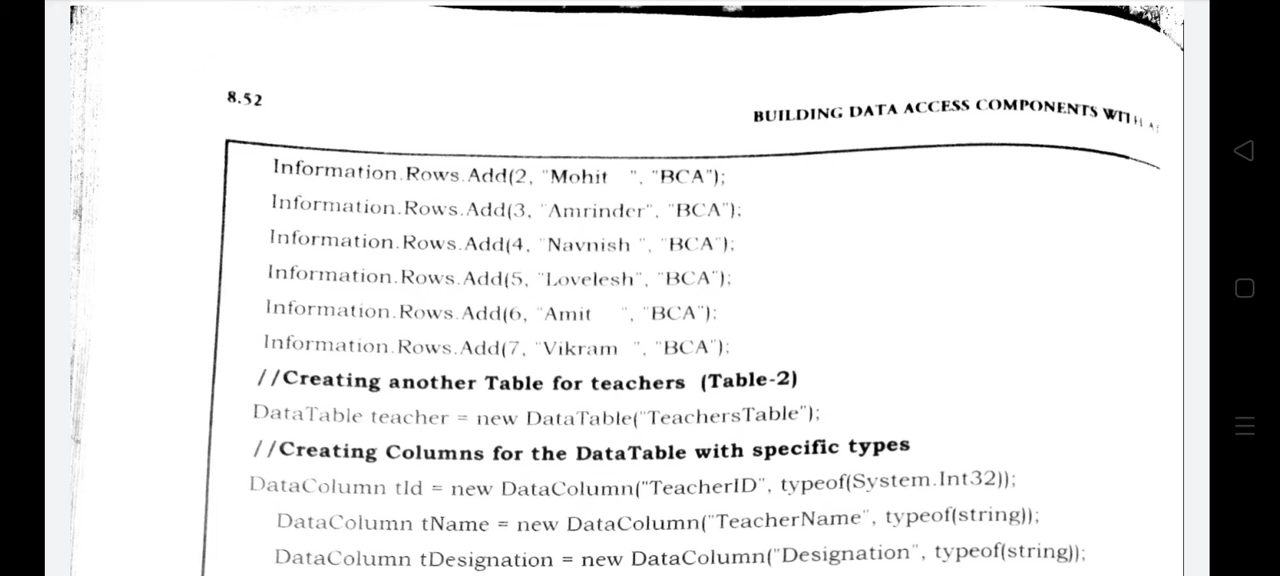 8.52
BUILDING DATA ACCESS COMPONENTS
Information.Rows.Add(2, "Mohit   ", "BCA");
Information.Rows.Add(3, "Amrinder", "BCA");
Information.Rows.Add(4, "Navnish ", "BCA");
Information.Rows.Add(5, "Lovelesh", "BCA");
Information.Rows.Add(6, "Amit    ", "BCA");
Information.Rows.Add(7, "Vikram  ", "BCA");
//Creating another Table for teachers (Table-2)
DataTable teacher = new DataTable("TeachersTable");
//Creating Columns for the DataTable with specific types
DataColumn tId = new DataColumn("TeacherID", typeof(System.Int32));
DataColumn tName = new DataColumn("TeacherName", typeof(string));
DataColumn tDesignation = new DataColumn("Designation", typeof(string));